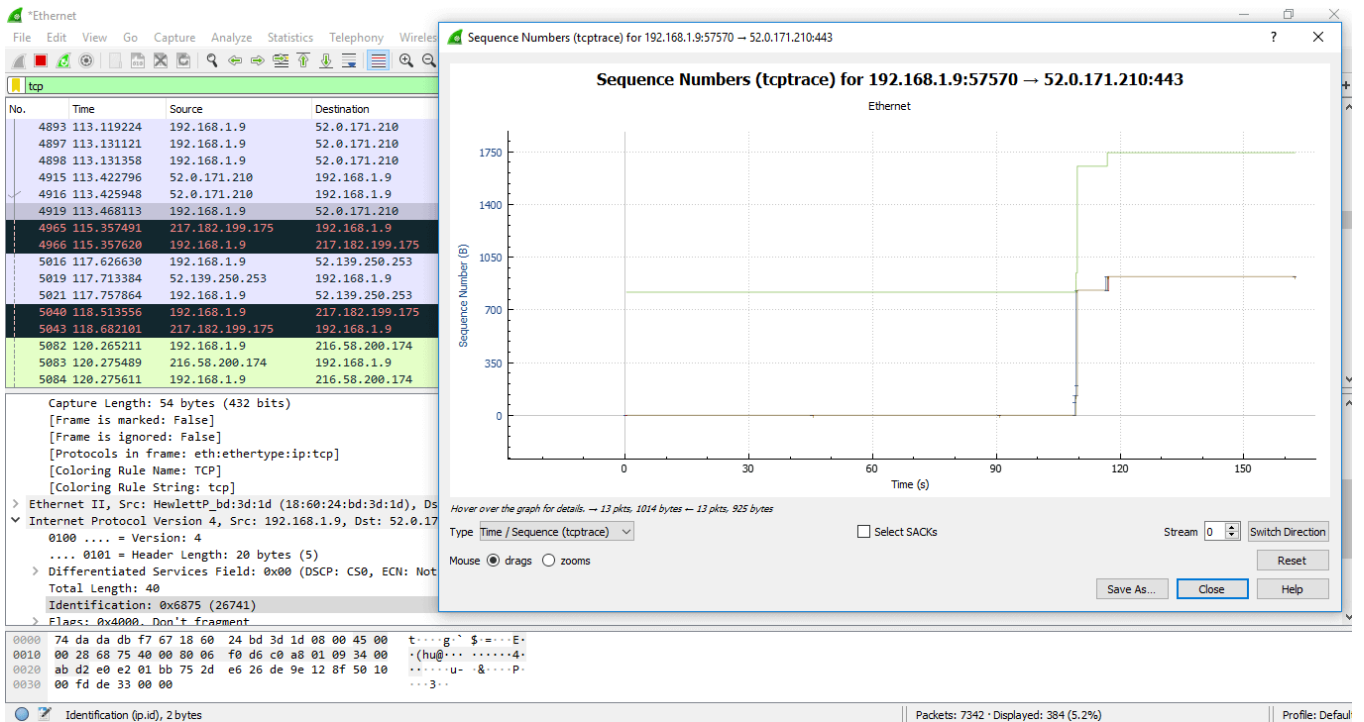 *Ethernet
File Edit View Go Capture Analyze Statistics Telephony Wireles
tcp
No. Time Source Destination
4893 113.119224 192.168.1.9 52.0.171.210
4897 113.131121 192.168.1.9 52.0.171.210
4898 113.131358 192.168.1.9 52.0.171.210
4915 113.422796 52.0.171.210 192.168.1.9
4916 113.425948 52.0.171.210 192.168.1.9
4919 113.468113 192.168.1.9 52.0.171.210
4965 115.357491 217.182.199.175 192.168.1.9
4966 115.357620 192.168.1.9 217.182.199.175
5016 117.626630 192.168.1.9 52.139.250.253
5019 117.713384 52.139.250.253 192.168.1.9
5021 117.757864 192.168.1.9 52.139.250.253
5040 118.513556 192.168.1.9 217.182.199.175
5043 118.682101 217.182.199.175 192.168.1.9
5082 120.265211 192.168.1.9 216.58.200.174
5083 120.275489 216.58.200.174 192.168.1.9
5084 120.275611 192.168.1.9 216.58.200.174
Capture Length: 54 bytes (432 bits)
[Frame is marked: False]
[Frame is ignored: False]
[Protocols in frame: eth:ethertype:ip:tcp]
[Coloring Rule Name: TCP]
[Coloring Rule String: tcp]
Ethernet II, Src: HewlettP_bd:3d:1d (18:60:24:bd:3d:1d), Ds
Internet Protocol Version 4, Src: 192.168.1.9, Dst: 52.0.17
0100 .... = Version: 4
.... 0101 = Header Length: 20 bytes (5)
Differentiated Services Field: 0x00 (DSCP: CS0, ECN: Not
Total Length: 40
Identification: 0x6875 (26741)
Flags: 0x4000, Don't fragment
0000 74 da da db f7 67 18 60 24 bd 3d 1d 08 00 45 00 t····g·` $·=···E·
0010 00 28 68 75 40 00 80 06 f0 d6 c0 a8 01 09 34 00 ·(hu@··· ······4·
0020 ab d2 e0 e2 01 bb 75 2d e6 26 de 9e 12 8f 50 10 ······u- ·&····P·
0030 00 fd de 33 00 00 ···3··
Identification (ip.id), 2 bytes
Packets: 7342 · Displayed: 384 (5.2%)
Profile: Defaul
Sequence Numbers (tcptrace) for 192.168.1.9:57570 → 52.0.171.210:443
? 
Sequence Numbers (tcptrace) for 192.168.1.9:57570 → 52.0.171.210:443
Ethernet
Sequence Number (B)
1750
1400
1050
700
350
0
0 30 60 90 120 150
Time (s)
Hover over the graph for details. → 13 pkts, 1014 bytes ← 13 pkts, 925 bytes
Type Time / Sequence (tcptrace) Select SACKs Stream 0 Switch Direction
Mouse drags zooms Reset
Save As... Close Help